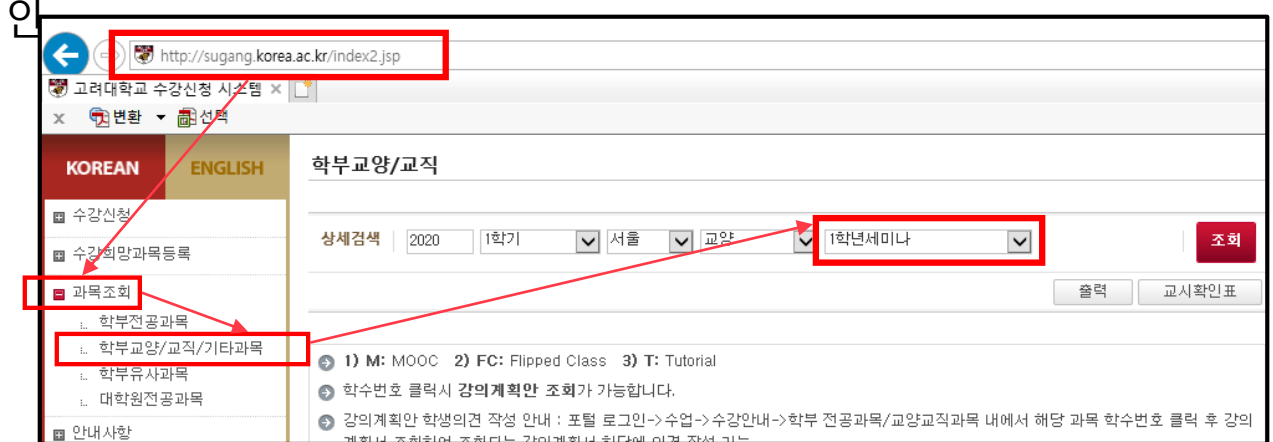 인
http://sugang.korea.ac.kr/index2.jsp
고려대학교 수강신청 시스템 ×
x 변환 ▼ 선택
KOREAN ENGLISH
학부교양/교직
수강신청
상세검색 2020 1학기 서울 교양 1학년세미나 조회
수강희망과목등록
과목조회
출력 교시확인표
학부전공과목
학부교양/교직/기타과목
학부유사과목
대학원전공과목
안내사항
1) M: MOOC 2) FC: Flipped Class 3) T: Tutorial
학수번호 클릭시 강의계획안 조회가 가능합니다.
강의계획안 학생의견 작성 안내 : 포털 로그인->수업->수강안내->학부 전공과목/교양교직과목 내에서 해당 과목 학수번호 클릭 후 강의